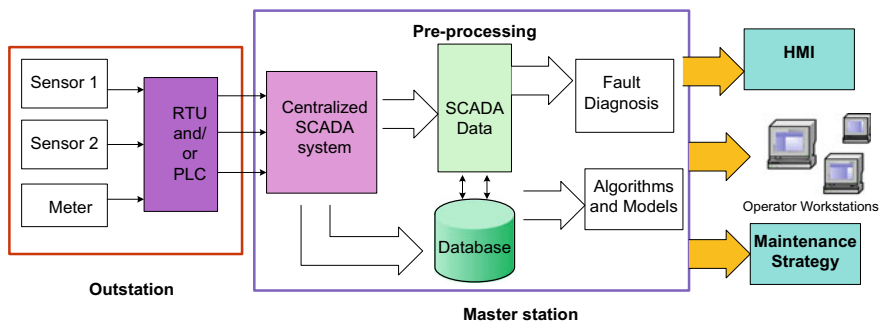 Pre-processing
Sensor 1
Sensor 2
Meter
RTU
and/
or
PLC
Outstation
Centralized
SCADA
system
SCADA
Data
Database
Fault
Diagnosis
Algorithms
and Models
Master station
HMI
Operator Workstations
Maintenance
Strategy